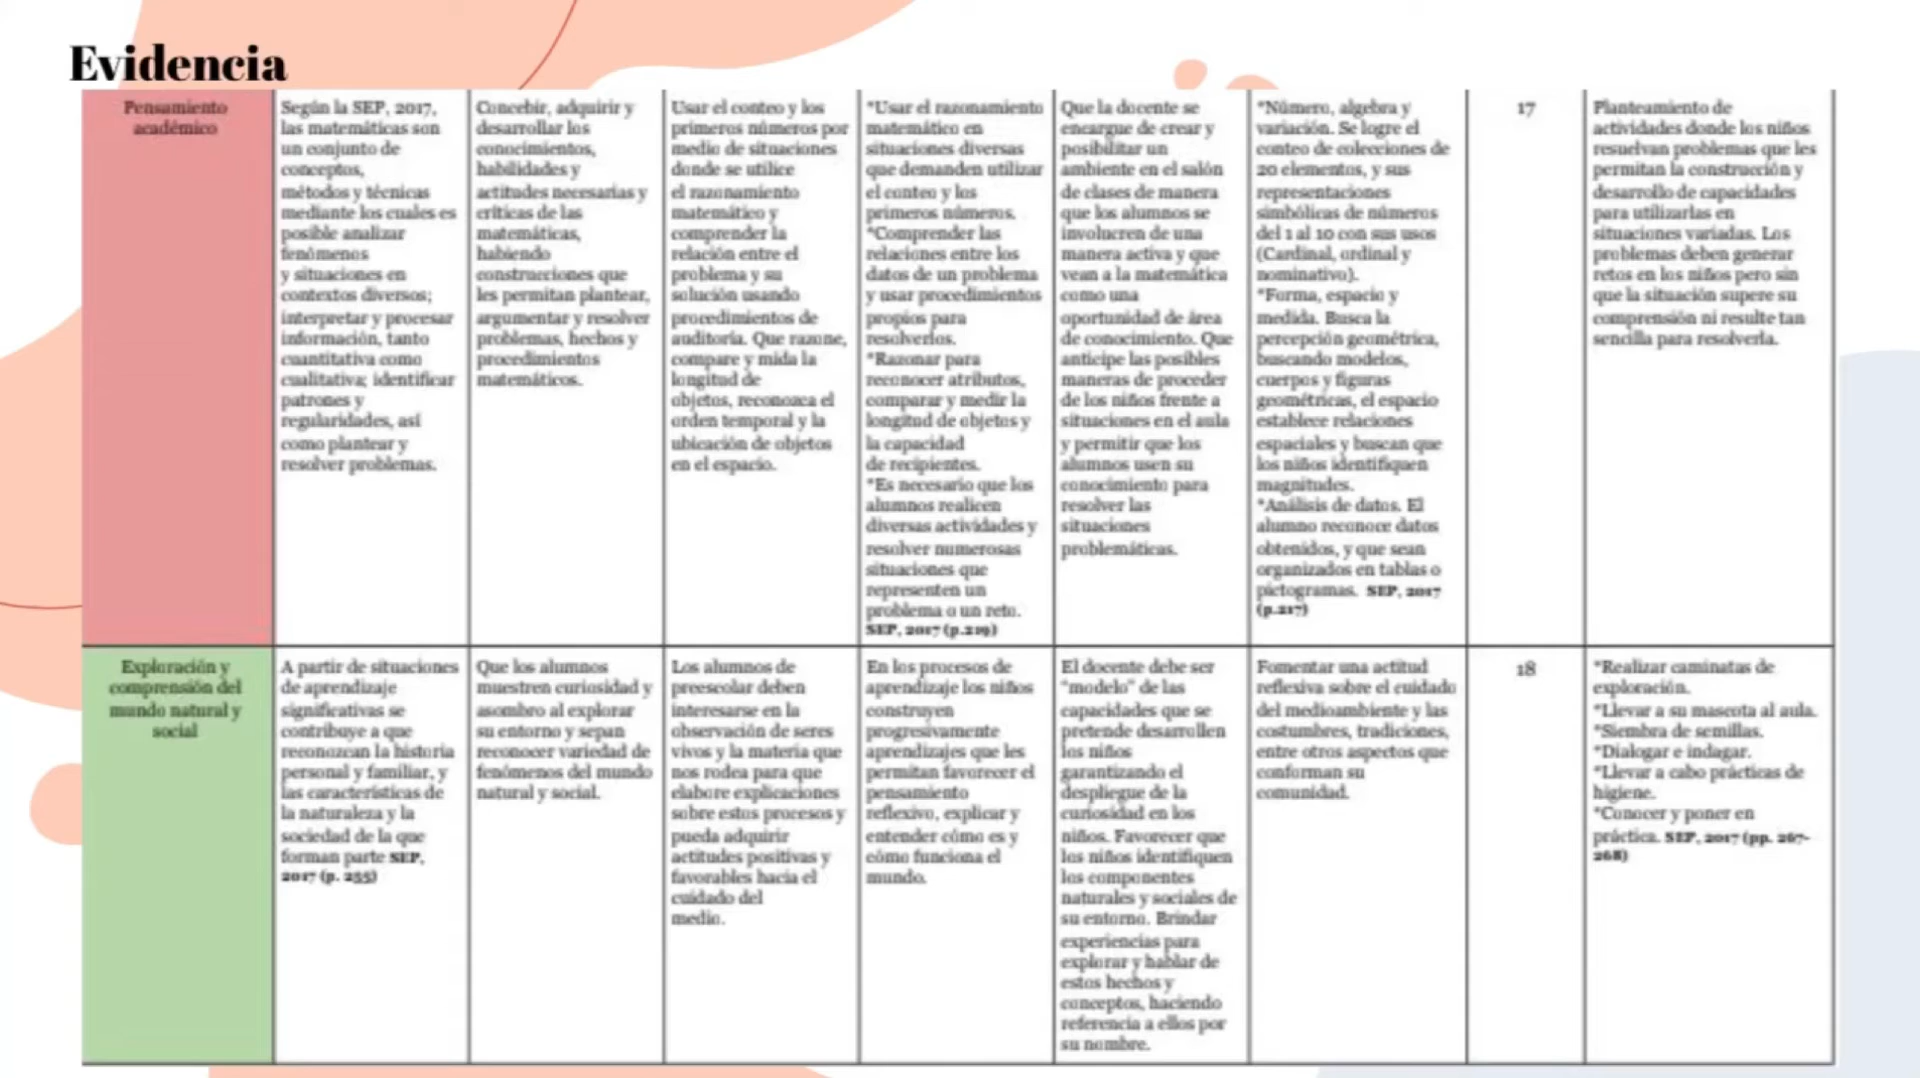 Evidencia
Pensamiento
académico
Según la SEP, 2017,
las matemáticas son
un conjunto de
conceptos,
métodos y técnicas
mediante los cuales es
posible analizar
fenómenos
y situaciones en
contextos diversos;
interpretar y procesar
información, tanto
cuantitativa como
cualitativa; identificar
patrones y
regularidades, así
como plantear y
resolver problemas.
Concebir, adquirir y
desarrollar los
conocimientos,
habilidades y
actitudes necesarias y
críticas de las
matemáticas,
habiendo
construcciones que
les permitan plantear,
argumentar y resolver
problemas, hechos y
procedimientos
matemáticos.
Usar el conteo y los
primeros números por
medio de situaciones
donde se utilice
el razonamiento
matemático y
comprender la
relación entre el
problema y su
solución usando
procedimientos de
auditoría. Que razone,
compare y mida la
longitud de
objetos, reconozca el
orden temporal y la
ubicación de objetos
en el espacio.
*Usar el razonamiento
matemático en
situaciones diversas
que demanden utilizar
el conteo y los
primeros números.
*Comprender las
relaciones entre los
datos de un problema
y usar procedimientos
propios para
resolverlos.
*Razonar para
reconocer atributos,
comparar y medir la
longitud de objetos y
la capacidad
de recipientes.
*Es necesario que los
alumnos realicen
diversas actividades y
resolver numerosas
situaciones que
representen un
problema o un reto.
SEP, 2017 (p.219)
Que la docente se
encargue de crear y
posibilitar un
ambiente en el salón
de clases de manera
que los alumnos se
involucren de una
manera activa y que
vean a la matemática
como una
oportunidad de área
de conocimiento. Que
anticipe las posibles
maneras de proceder
de los niños frente a
situaciones en el aula
y permitir que los
alumnos usen su
conocimiento para
resolver las
situaciones
problemáticas.
*Número, algebra y
variación. Se logre el
conteo de colecciones de
20 elementos, y sus
representaciones
simbólicas de números
del 1 al 10 con sus usos
(Cardinal, ordinal y
nominativo).
*Forma, espacio y
medida. Busca la
percepción geométrica,
buscando modelos,
cuerpos y figuras
geométricas, el espacio
establece relaciones
espaciales y buscan que
los niños identifiquen
magnitudes.
*Análisis de datos. El
alumno reconoce datos
obtenidos, y que sean
organizados en tablas o
pictogramas. SEP, 2017
(p.217)
17
Planteamiento de
actividades donde los niños
resuelvan problemas que les
permitan la construcción y
desarrollo de capacidades
para utilizarlas en
situaciones variadas. Los
problemas deben generar
retos en los niños pero sin
que la situación supere su
comprensión ni resulte tan
sencilla para resolverla.
Exploración y
comprensión del
mundo natural y
social
A partir de situaciones
de aprendizaje
significativas se
contribuye a que
reconozcan la historia
personal y familiar, y
las características de
la naturaleza y la
sociedad de la que
forman parte SEP,
2017 (p. 255)
Que los alumnos
muestren curiosidad y
asombro al explorar
su entorno y sepan
reconocer variedad de
fenómenos del mundo
natural y social.
Los alumnos de
preescolar deben
interesarse en la
observación de seres
vivos y la materia que
nos rodea para que
elabore explicaciones
sobre estos procesos y
pueda adquirir
actitudes positivas y
favorables hacia el
cuidado del
medio.
En los procesos de
aprendizaje los niños
construyen
progresivamente
aprendizajes que les
permitan favorecer el
pensamiento
reflexivo, explicar y
entender cómo es y
cómo funciona el
mundo.
El docente debe ser
"modelo" de las
capacidades que se
pretende desarrollen
los niños
garantizando el
despliegue de la
curiosidad en los
niños. Favorecer que
los niños identifiquen
los componentes
naturales y sociales de
su entorno. Brindar
experiencias para
explorar y hablar de
estos hechos y
conceptos, haciendo
referencia a ellos por
su nombre.
Fomentar una actitud
reflexiva sobre el cuidado
del medioambiente y las
costumbres, tradiciones,
entre otros aspectos que
conforman su
comunidad.
18
*Realizar caminatas de
exploración.
*Llevar a su mascota al aula.
*Siembra de semillas.
*Dialogar e indagar.
*Llevar a cabo prácticas de
higiene.
*Conocer y poner en
práctica. SEP, 2017 (pp. 267-
268)